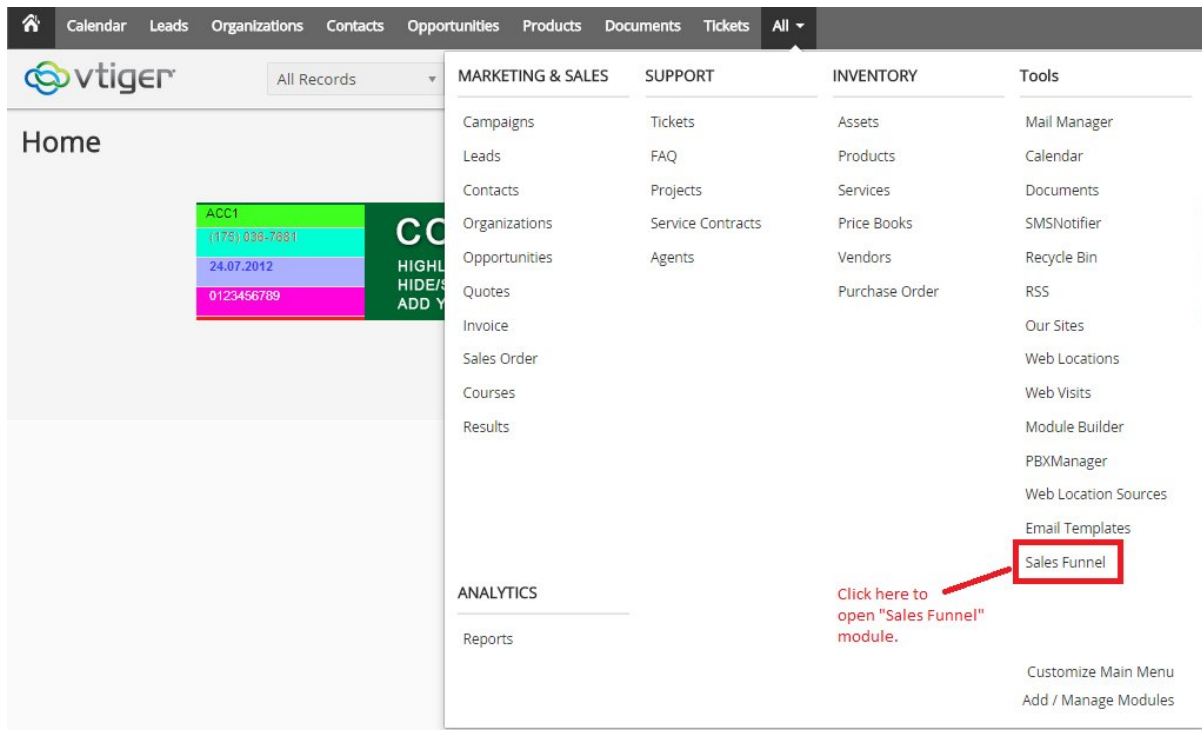 Calendar Leads Organizations Contacts Opportunities Products Documents Tickets All
vtiger
All Records
Home
ACC1
(175) 036-7681
24.07.2012
0123456789
CO
HIGHL
HIDE/S
ADD Y
MARKETING & SALES
Campaigns
Leads
Contacts
Organizations
Opportunities
Quotes
Invoice
Sales Order
Courses
Results
SUPPORT
Tickets
FAQ
Projects
Service Contracts
Agents
INVENTORY
Assets
Products
Services
Price Books
Vendors
Purchase Order
Tools
Mail Manager
Calendar
Documents
SMSNotifier
Recycle Bin
RSS
Our Sites
Web Locations
Web Visits
Module Builder
PBXManager
Web Location Sources
Email Templates
Sales Funnel
ANALYTICS
Reports
Click here to
open "Sales Funnel"
module.
Customize Main Menu
Add / Manage Modules